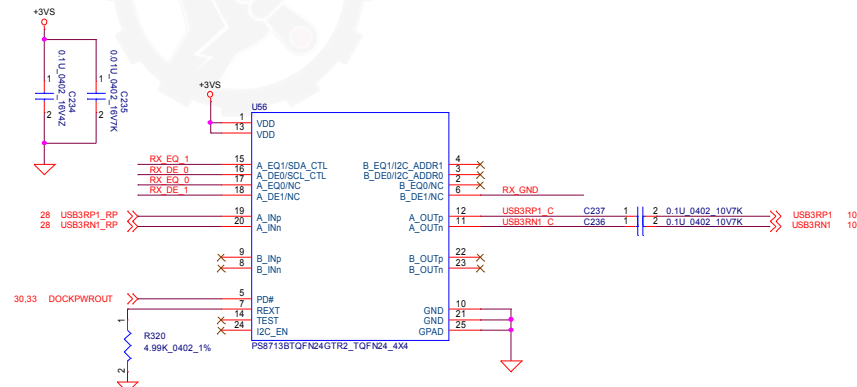 +3VS
0.1U_0402_16V4Z
C234
0.01U_0402_16V7K
C235
1
2
1
2
+3VS
U56
1 VDD
13 VDD
RX_EQ_1 15 A_EQ1/SDA_CTL B_EQ1/I2C_ADDR1 4
RX_DE_0 16 A_DE0/SCL_CTL B_DE0/I2C_ADDR0 3
RX_EQ_0 17 A_EQ0/NC B_EQ0/NC 2
RX_DE_1 18 A_DE1/NC B_DE1/NC 6 RX_GND
28 USB3RP1_RP 19 A_INp A_OUTp 12 USB3RP1_C C237 1 2 0.1U_0402_10V7K USB3RP1 10
28 USB3RN1_RP 20 A_INn A_OUTn 11 USB3RN1_C C236 1 2 0.1U_0402_10V7K USB3RN1 10
9 B_INp B_OUTp 22
8 B_INn B_OUTn 23
30,33 DOCKPWROUT 5 PD#
7 REXT GND 10
14 TEST GND 21
24 I2C_EN GPAD 25
PS8713BTQFN24GTR2_TQFN24_4X4
1
R320
4.99K_0402_1%
2